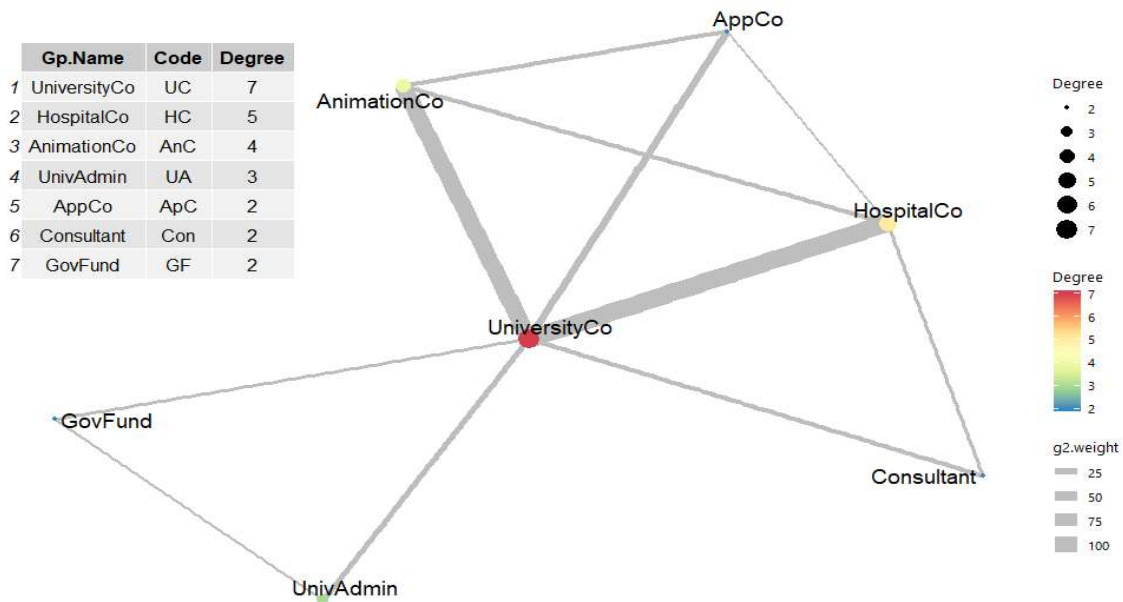 Gp.Name Code Degree
1 UniversityCo UC 7
2 HospitalCo HC 5
3 AnimationCo AnC 4
4 UnivAdmin UA 3
5 AppCo ApC 2
6 Consultant Con 2
7 GovFund GF 2
AppCo
AnimationCo
HospitalCo
UniversityCo
GovFund
Consultant
UnivAdmin
Degree
2
3
4
5
6
7
Degree
7
6
5
4
3
2
g2.weight
25
50
75
100